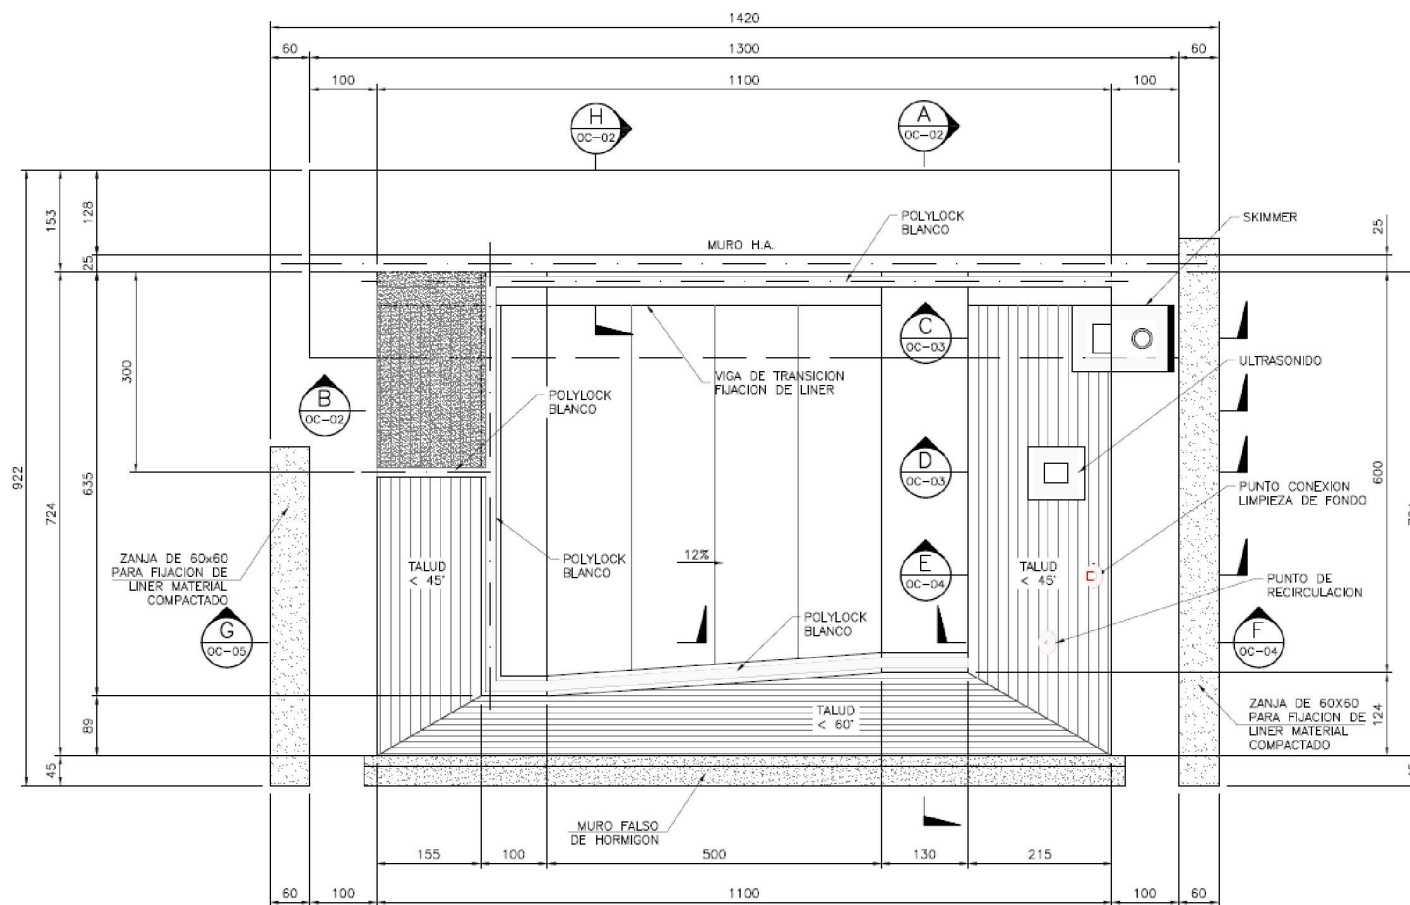 1420
60
1300
60
100
1100
100
H
OC-02
A
OC-02
POLYLOCK
BLANCO
SKIMMER
MURO H.A.
153
128
25
25
C
OC-03
ULTRASONIDO
300
VIGA DE TRANSICION
FIJACION DE LINER
B
OC-02
POLYLOCK
BLANCO
922
724
635
D
OC-03
600
PUNTO CONEXION
LIMPIEZA DE FONDO
ZANJA DE 60x60
PARA FIJACION DE
LINER MATERIAL
COMPACTADO
TALUD
< 45°
POLYLOCK
BLANCO
12%
E
OC-04
TALUD
< 45°
PUNTO DE
RECIRCULACION
G
OC-05
POLYLOCK
BLANCO
F
OC-04
89
TALUD
< 60°
ZANJA DE 60X60
PARA FIJACION DE
LINER MATERIAL
COMPACTADO
124
45
MURO FALSO
DE HORMIGON
155
100
500
130
215
60
100
1100
100
60